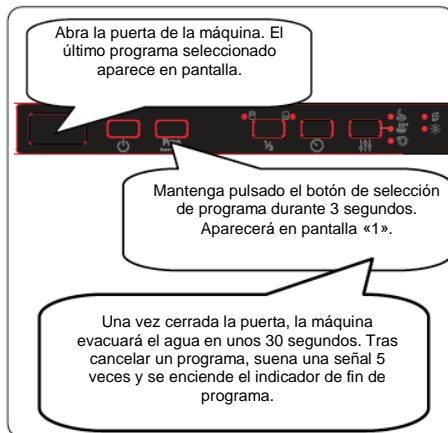 Abra la puerta de la máquina. El
último programa seleccionado
aparece en pantalla.
½
Mantenga pulsado el botón de selección
de programa durante 3 segundos.
Aparecerá en pantalla «1».
Una vez cerrada la puerta, la máquina
evacuará el agua en unos 30 segundos. Tras
cancelar un programa, suena una señal 5
veces y se enciende el indicador de fin de
programa.